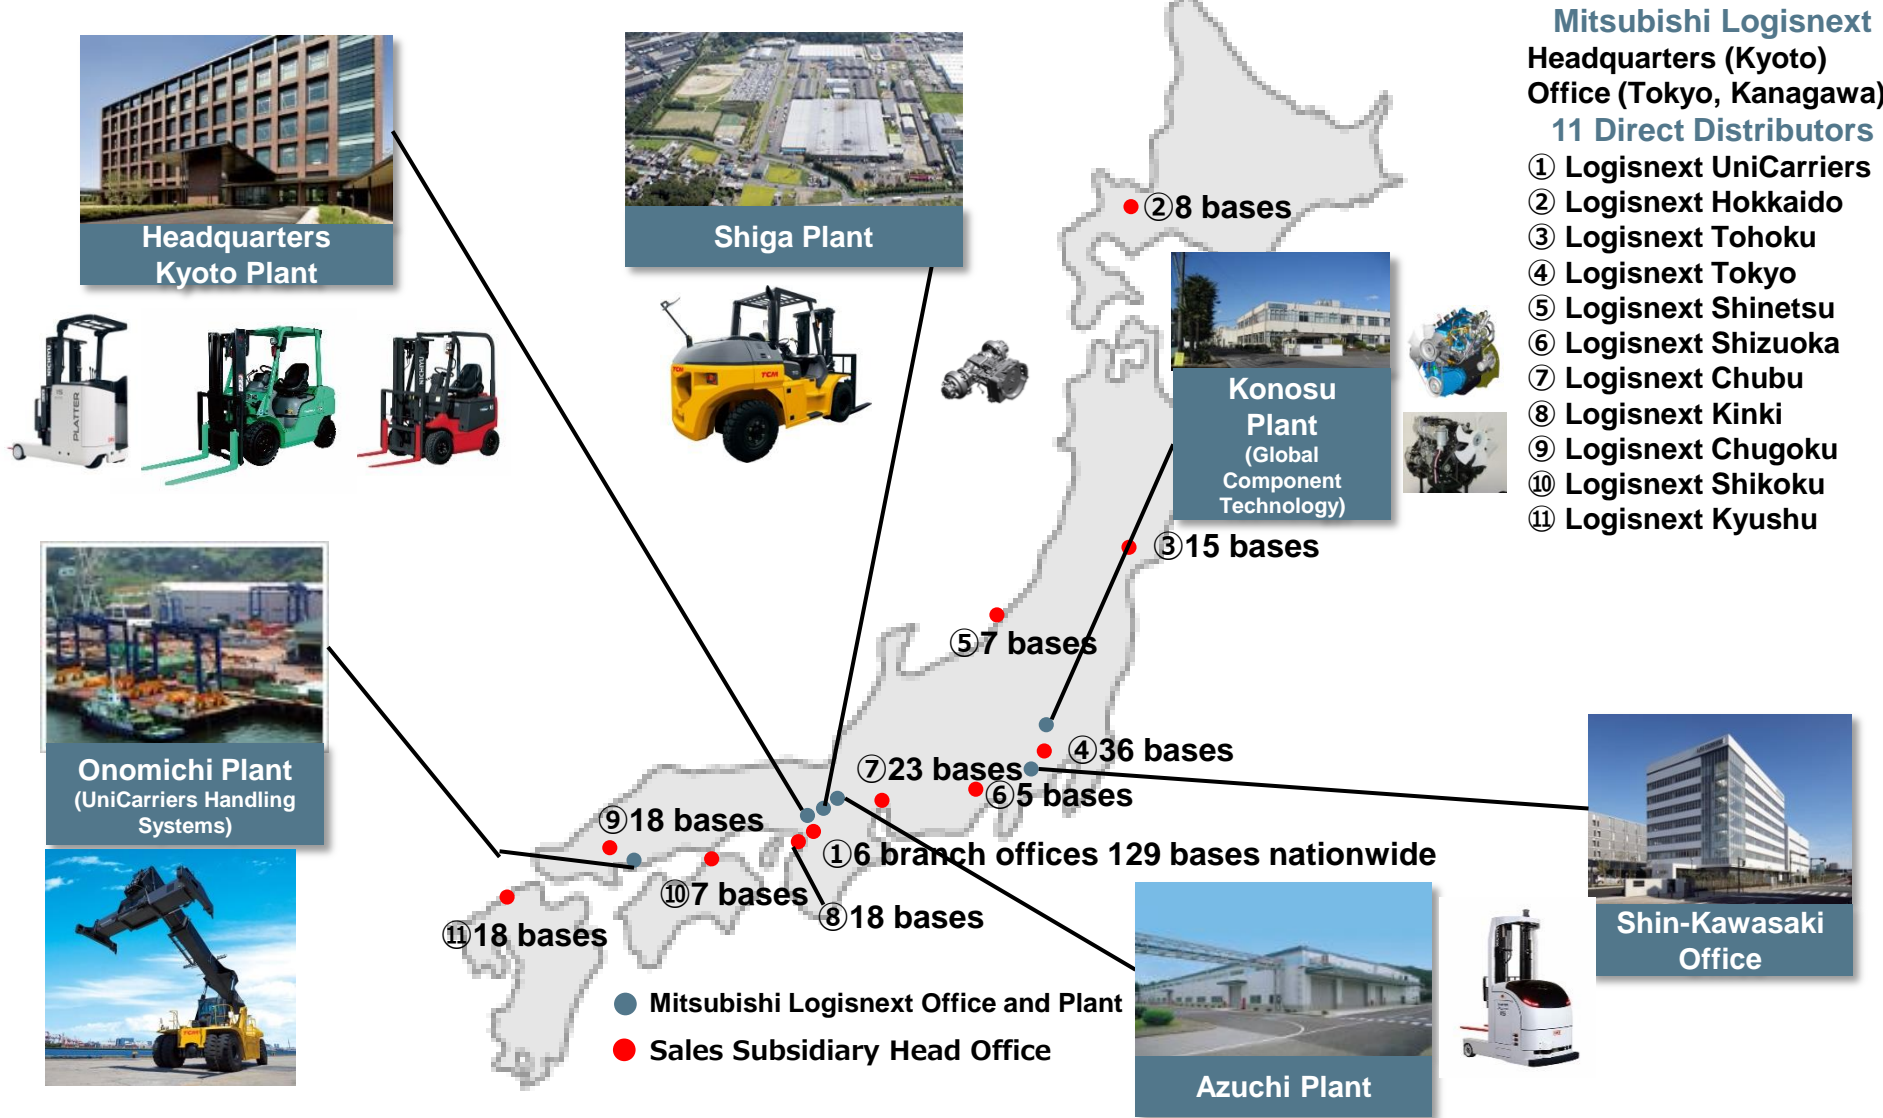 Mitsubishi Logisnext
Headquarters (Kyoto)
Office (Tokyo, Kanagawa)
11 Direct Distributors
① Logisnext UniCarriers
② Logisnext Hokkaido
③ Logisnext Tohoku
④ Logisnext Tokyo
⑤ Logisnext Shinetsu
⑥ Logisnext Shizuoka
⑦ Logisnext Chubu
⑧ Logisnext Kinki
⑨ Logisnext Chugoku
⑩ Logisnext Shikoku
⑪ Logisnext Kyushu
Headquarters
Kyoto Plant
Shiga Plant
②8 bases
Konosu
Plant
(Global
Component
Technology)
PLATTER
NICHIYU
TCM
③15 bases
⑤7 bases
④36 bases
⑦23 bases
⑥5 bases
Onomichi Plant
(UniCarriers Handling
Systems)
⑨18 bases
①6 branch offices 129 bases nationwide
⑩7 bases
⑧18 bases
⑪18 bases
Shin-Kawasaki
Office
Azuchi Plant
TCM
Mitsubishi Logisnext Office and Plant
Sales Subsidiary Head Office